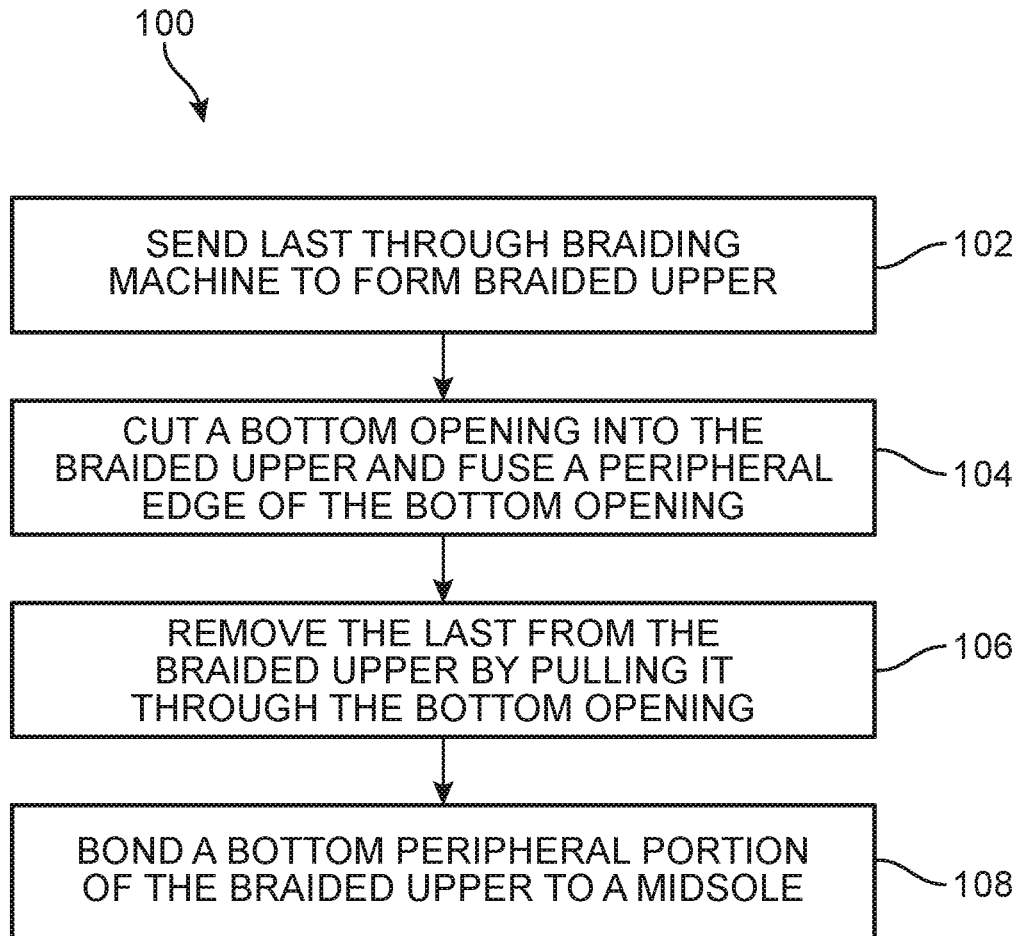 100
SEND LAST THROUGH BRAIDING
MACHINE TO FORM BRAIDED UPPER
102
CUT A BOTTOM OPENING INTO THE
BRAIDED UPPER AND FUSE A PERIPHERAL
EDGE OF THE BOTTOM OPENING
104
REMOVE THE LAST FROM THE
BRAIDED UPPER BY PULLING IT
THROUGH THE BOTTOM OPENING
106
BOND A BOTTOM PERIPHERAL PORTION
OF THE BRAIDED UPPER TO A MIDSOLE
108